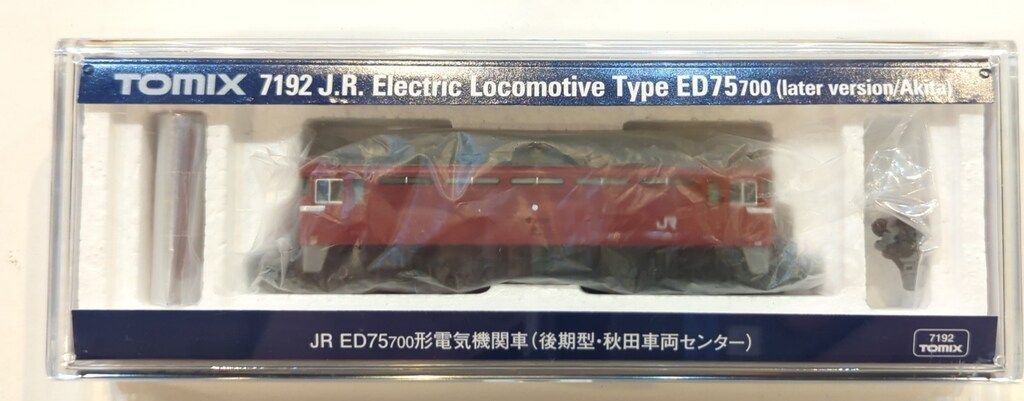 TOMIX 7192 J.R. Electric Locomotive Type ED75700 (later version/Akita)
JR
JR ED75700形電気機関車(後期型・秋田車両センター)
7192
TOMIX